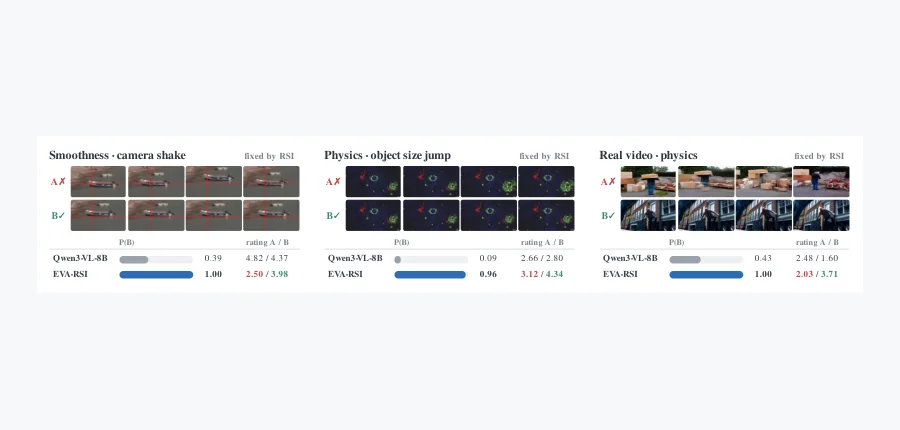 Smoothness · camera shake fixed by RSI
A✗
B✓
P(B) rating A / B
Qwen3-VL-8B 0.39 4.82 / 4.37
EVA-RSI 1.00 2.50 / 3.98
Physics · object size jump fixed by RSI
A✗
B✓
P(B) rating A / B
Qwen3-VL-8B 0.09 2.66 / 2.80
EVA-RSI 0.96 3.12 / 4.34
Real video · physics fixed by RSI
A✗
B✓
P(B) rating A / B
Qwen3-VL-8B 0.43 2.48 / 1.60
EVA-RSI 1.00 2.03 / 3.71